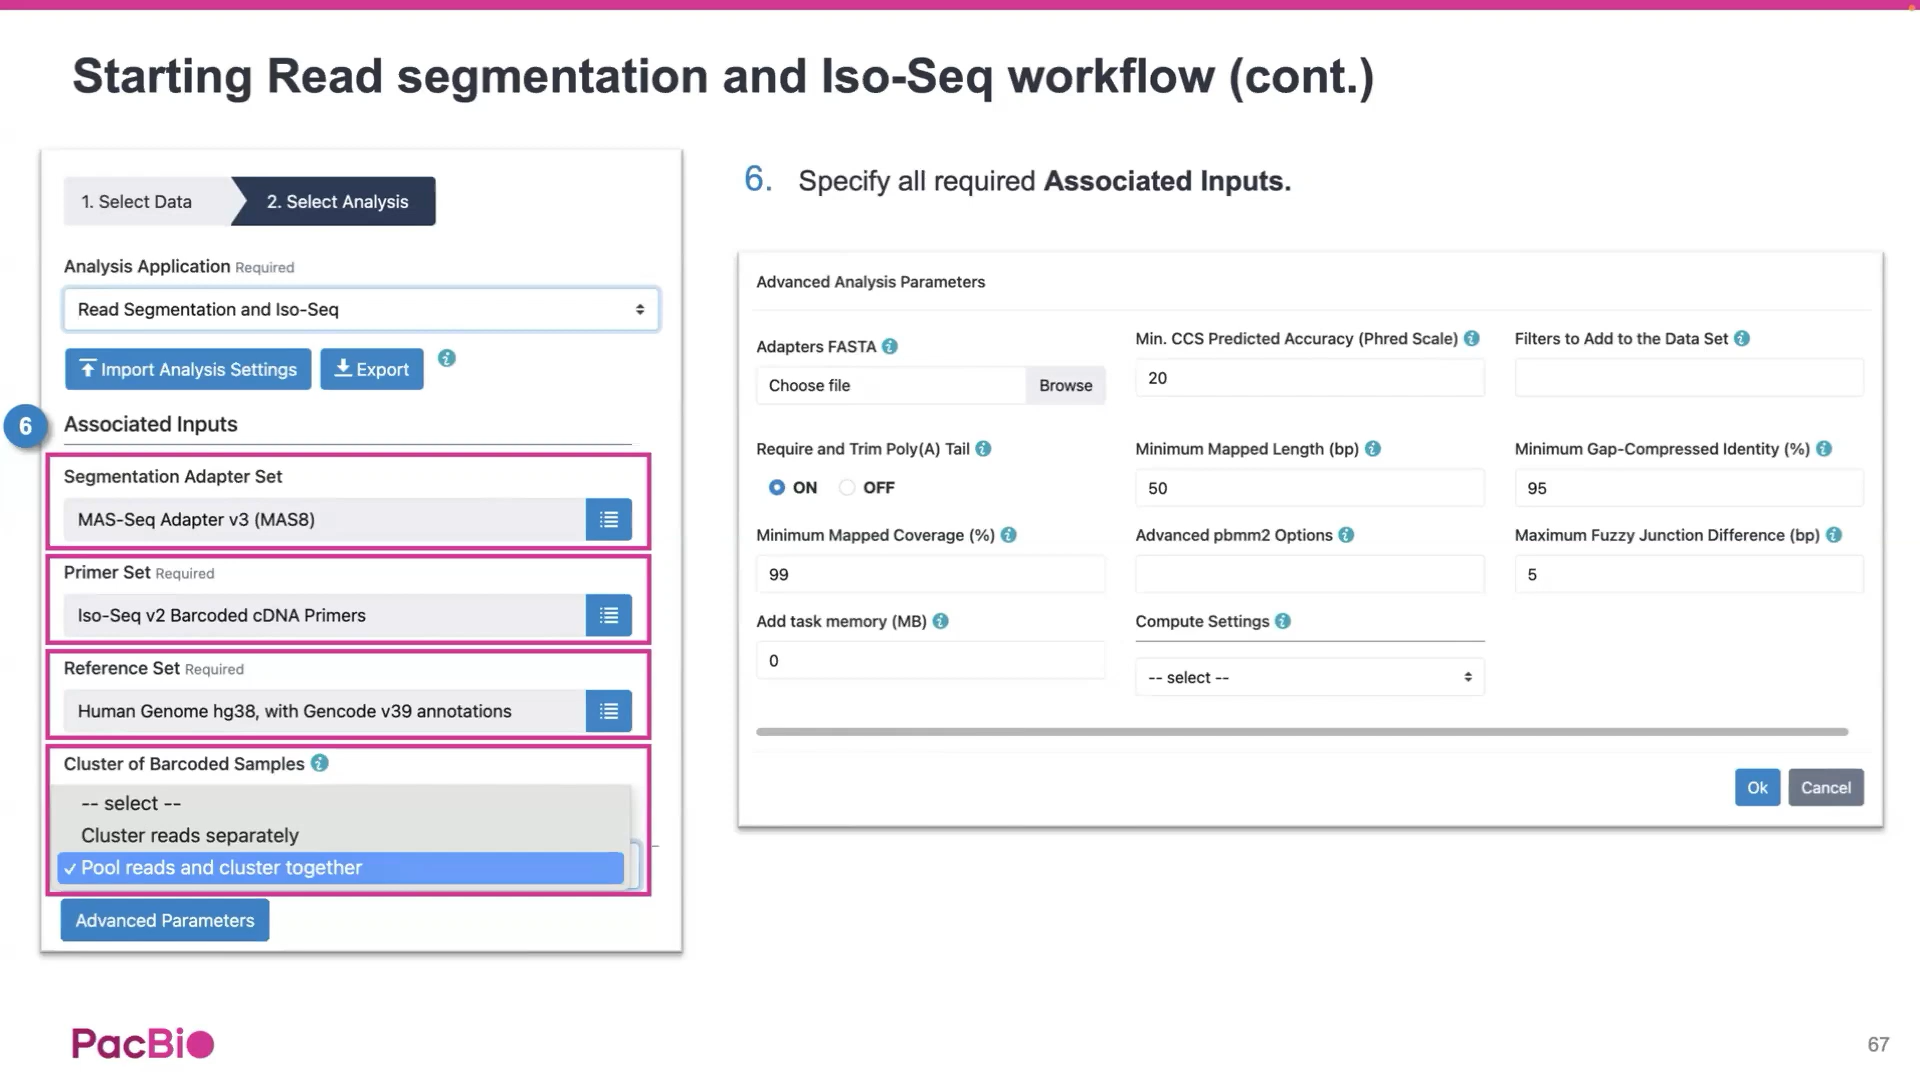 Starting Read segmentation and Iso-Seq workflow (cont.)
1. Select Data
2. Select Analysis
Analysis Application Required
Read Segmentation and Iso-Seq
Import Analysis Settings
Export
6
Associated Inputs
Segmentation Adapter Set
MAS-Seq Adapter v3 (MAS8)
Primer Set Required
Iso-Seq v2 Barcoded cDNA Primers
Reference Set Required
Human Genome hg38, with Gencode v39 annotations
Cluster of Barcoded Samples
-- select --
Cluster reads separately
✓ Pool reads and cluster together
Advanced Parameters
6. Specify all required Associated Inputs.
Advanced Analysis Parameters
Adapters FASTA
Choose file
Browse
Min. CCS Predicted Accuracy (Phred Scale)
20
Filters to Add to the Data Set
Require and Trim Poly(A) Tail
ON
OFF
Minimum Mapped Length (bp)
50
Minimum Gap-Compressed Identity (%)
95
Minimum Mapped Coverage (%)
99
Advanced pbmm2 Options
Maximum Fuzzy Junction Difference (bp)
5
Add task memory (MB)
0
Compute Settings
-- select --
Ok
Cancel
PacBio
67